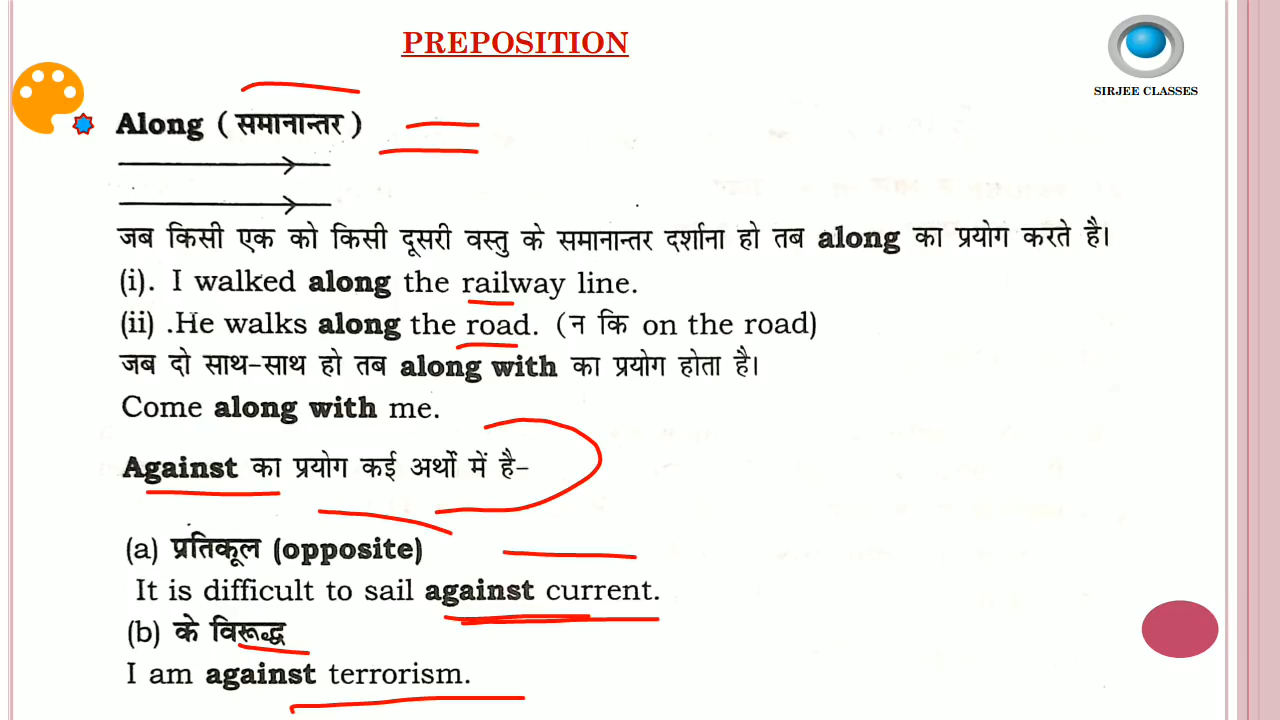 PREPOSITION
SIRJEE CLASSES
Along (समानान्तर)
जब किसी एक को किसी दूसरी वस्तु के समानान्तर दर्शाना हो तब along का प्रयोग करते है।
(i). I walked along the railway line.
(ii) .He walks along the road. (न कि on the road)
जब दो साथ-साथ हो तब along with का प्रयोग होता है।
Come along with me.
Against का प्रयोग कई अर्थो में है-
(a) प्रतिकूल (opposite)
It is difficult to sail against current.
(b) के विरूद्ध
I am against terrorism.